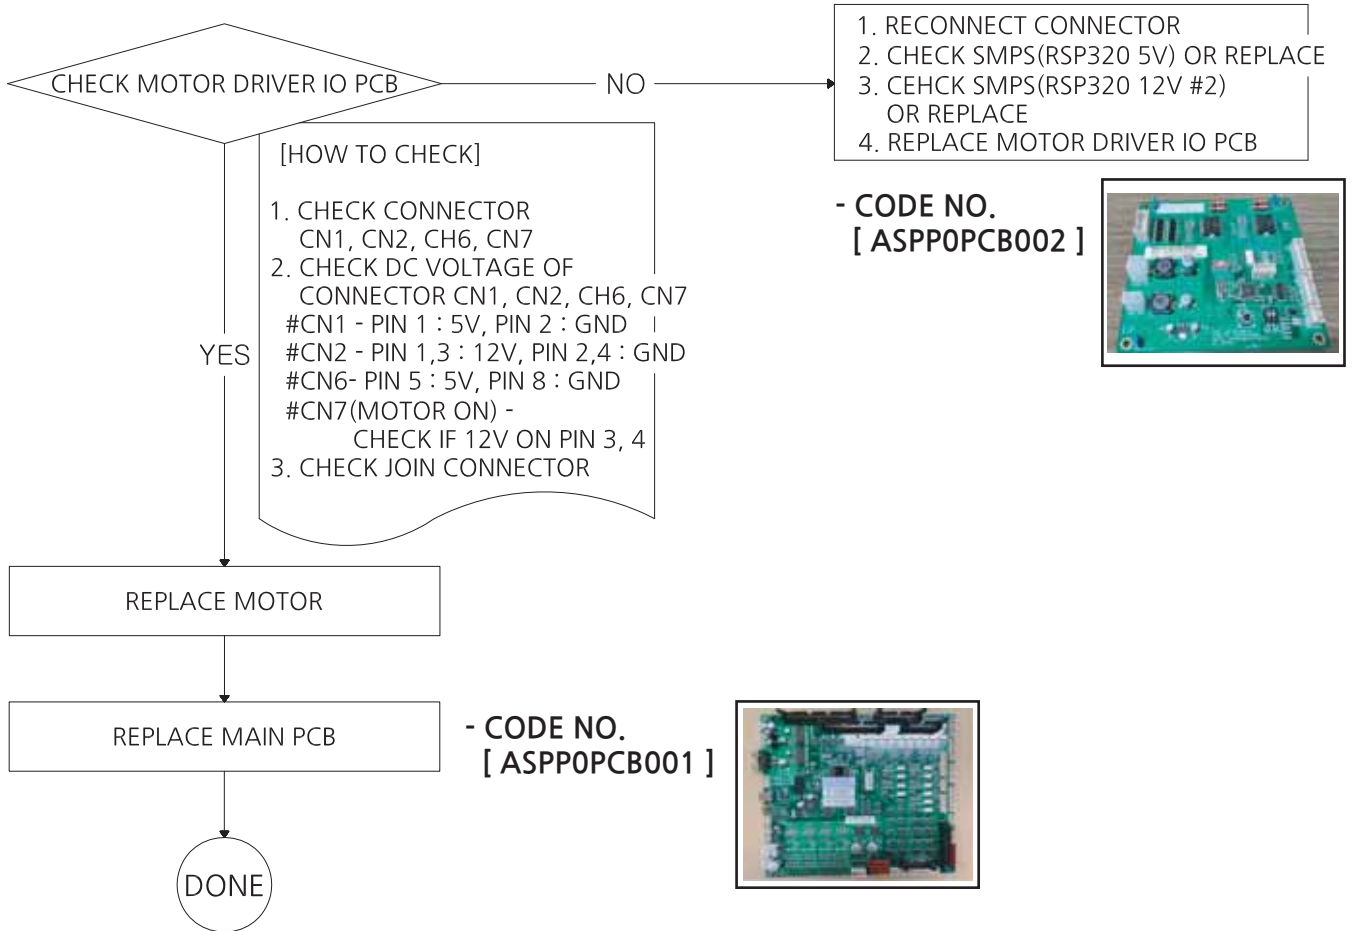 CHECK MOTOR DRIVER IO PCB
NO
1. RECONNECT CONNECTOR
2. CHECK SMPS(RSP320 5V) OR REPLACE
3. CEHCK SMPS(RSP320 12V #2)
OR REPLACE
4. REPLACE MOTOR DRIVER IO PCB
- CODE NO.
[ ASPP0PCB002 ]
[HOW TO CHECK]
1. CHECK CONNECTOR
CN1, CN2, CH6, CN7
2. CHECK DC VOLTAGE OF
CONNECTOR CN1, CN2, CH6, CN7
#CN1 - PIN 1 : 5V, PIN 2 : GND
#CN2 - PIN 1,3 : 12V, PIN 2,4 : GND
#CN6- PIN 5 : 5V, PIN 8 : GND
#CN7(MOTOR ON) -
CHECK IF 12V ON PIN 3, 4
3. CHECK JOIN CONNECTOR
YES
REPLACE MOTOR
REPLACE MAIN PCB
- CODE NO.
[ ASPP0PCB001 ]
DONE